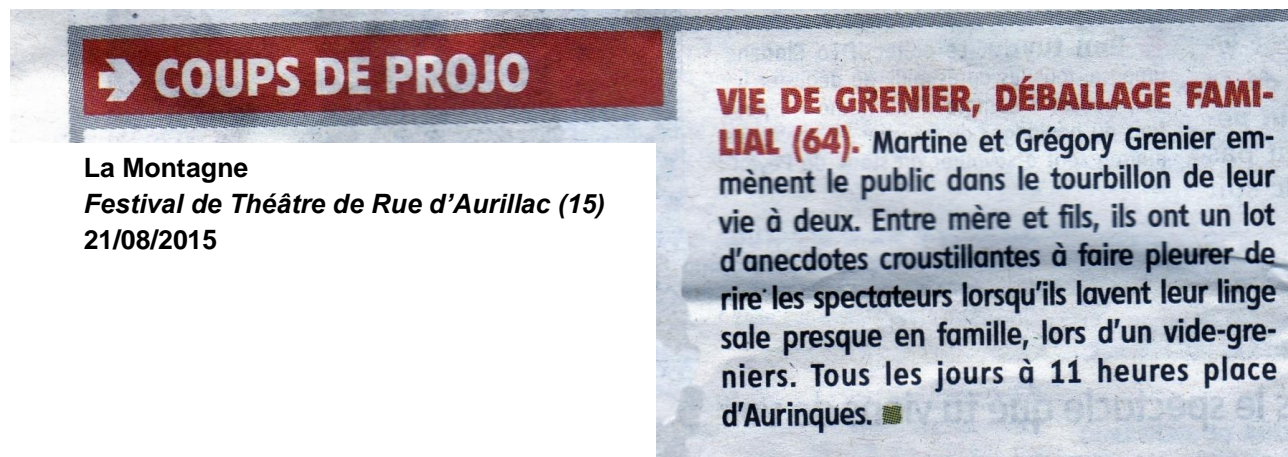 COUPS DE PROJO
La Montagne
Festival de Théâtre de Rue d’Aurillac (15)
21/08/2015
VIE DE GRENIER, DÉBALLAGE FAMI-
LIAL (64). Martine et Grégory Grenier em-
mènent le public dans le tourbillon de leur
vie à deux. Entre mère et fils, ils ont un lot
d’anecdotes croustillantes à faire pleurer de
rire les spectateurs lorsqu’ils lavent leur linge
sale presque en famille, lors d’un vide-gre-
niers. Tous les jours à 11 heures place
d’Aurinques.